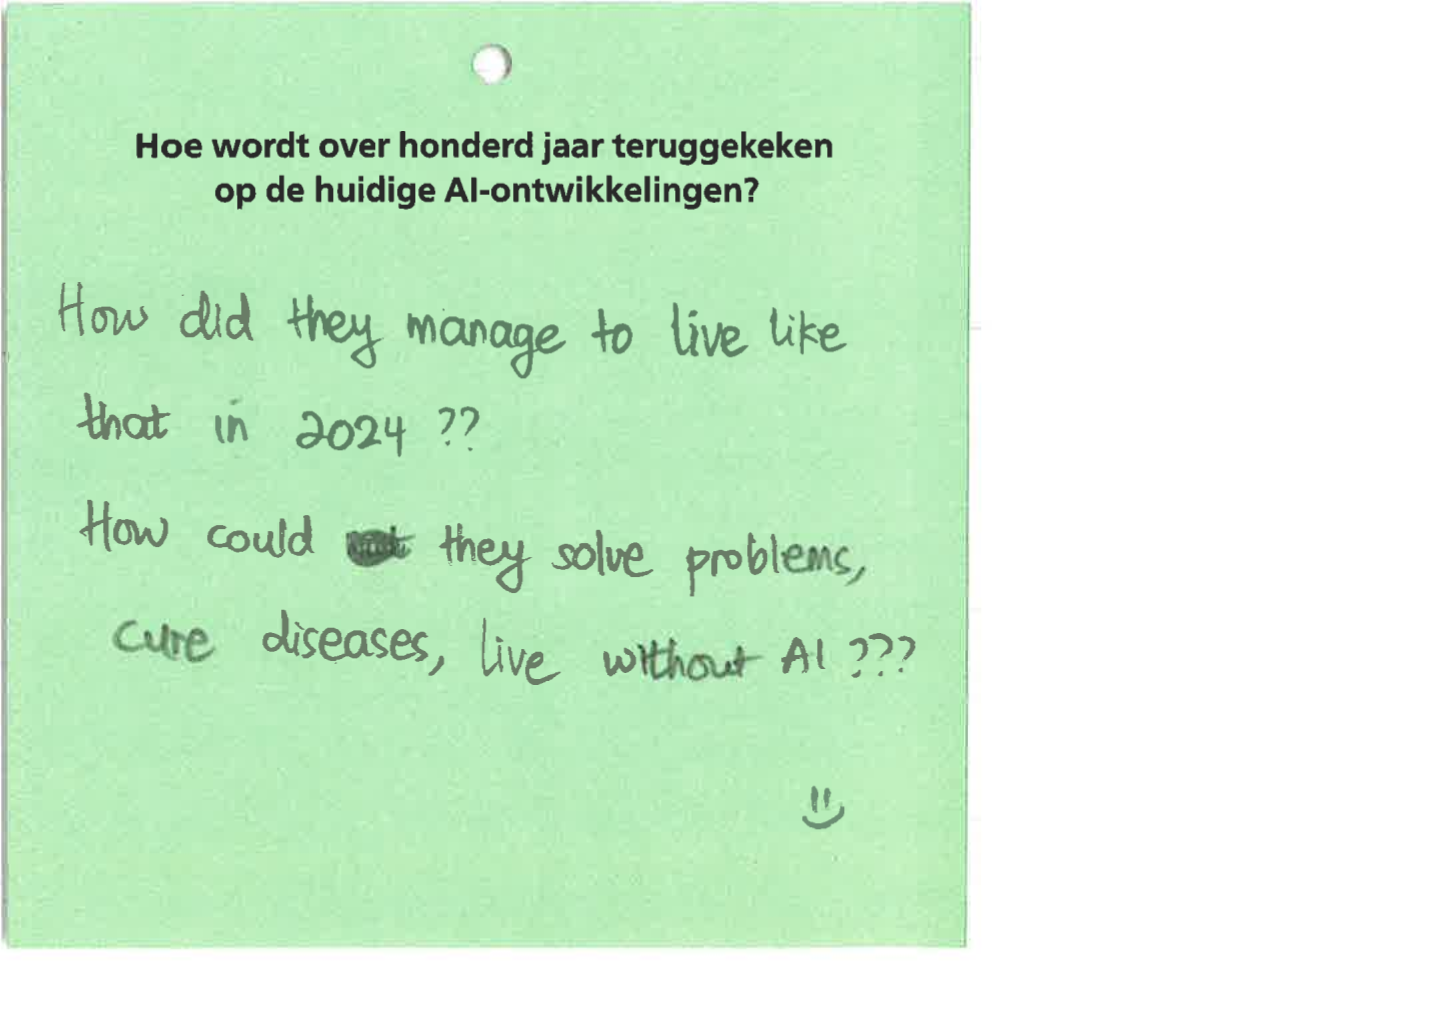 Hoe wordt over honderd jaar teruggekeken
op de huidige AI-ontwikkelingen?
How did they manage to live like
that in 2024 ??
How could they solve problems,
cure diseases, live without AI ???